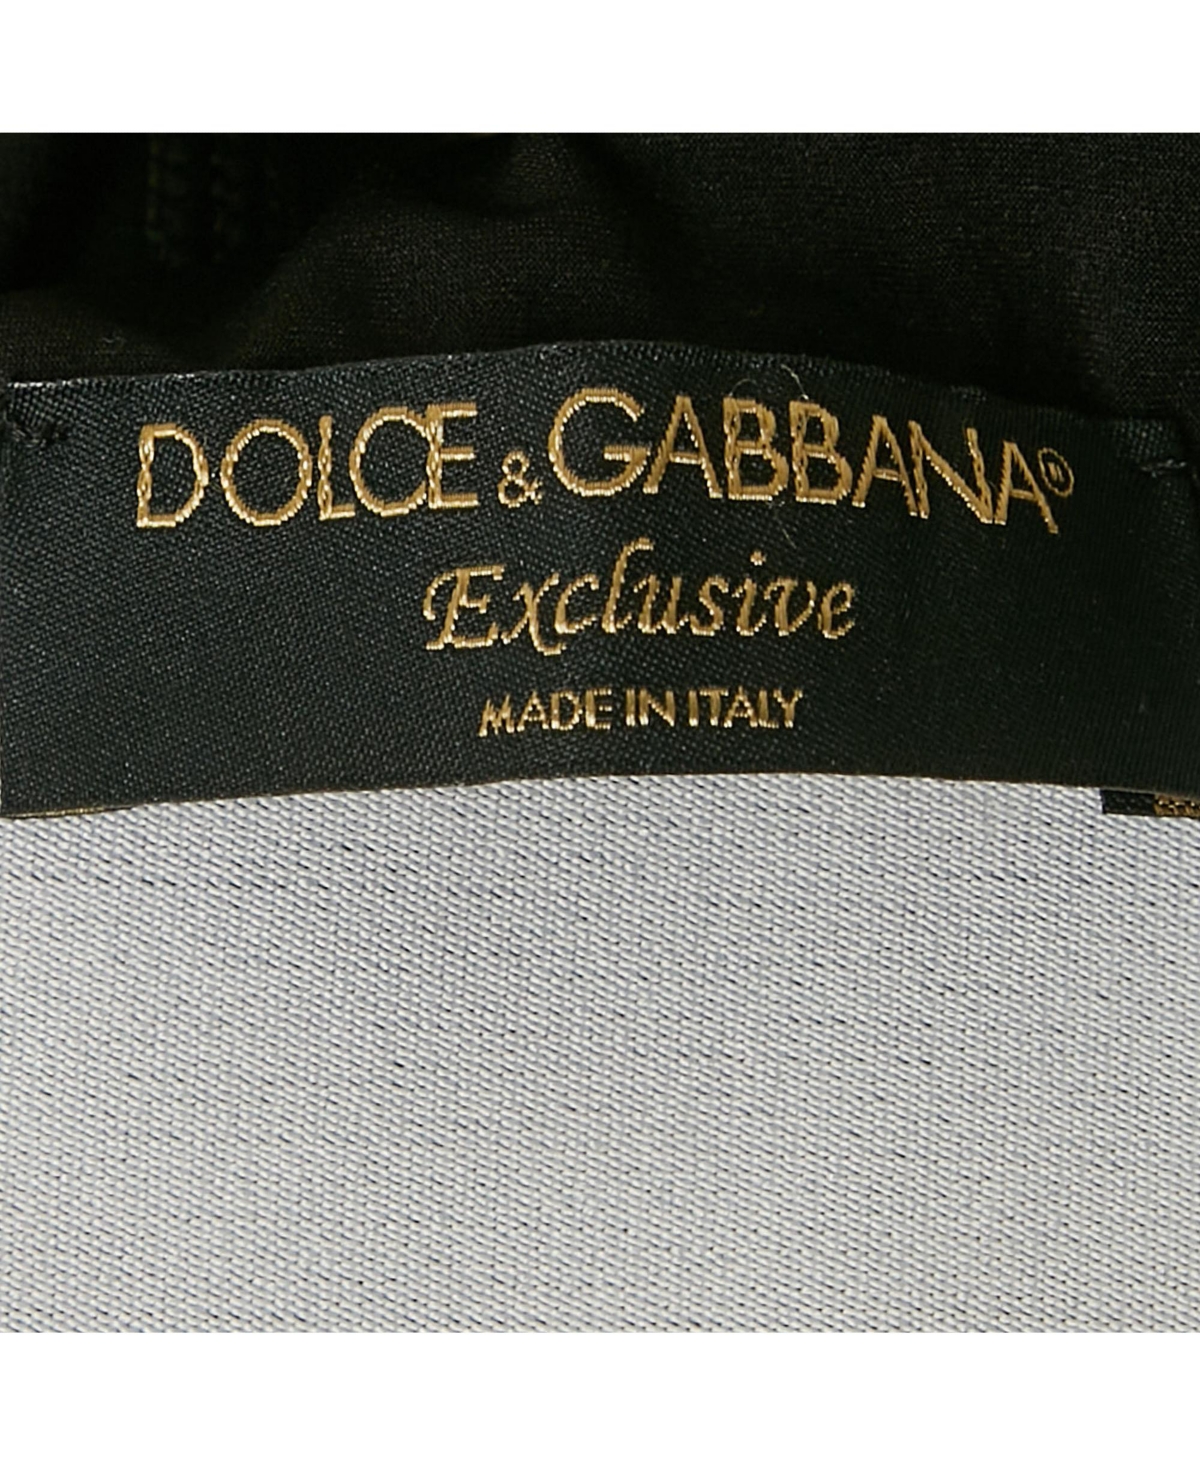 DOLCE & GABBANA®
Exclusive
MADE IN ITALY